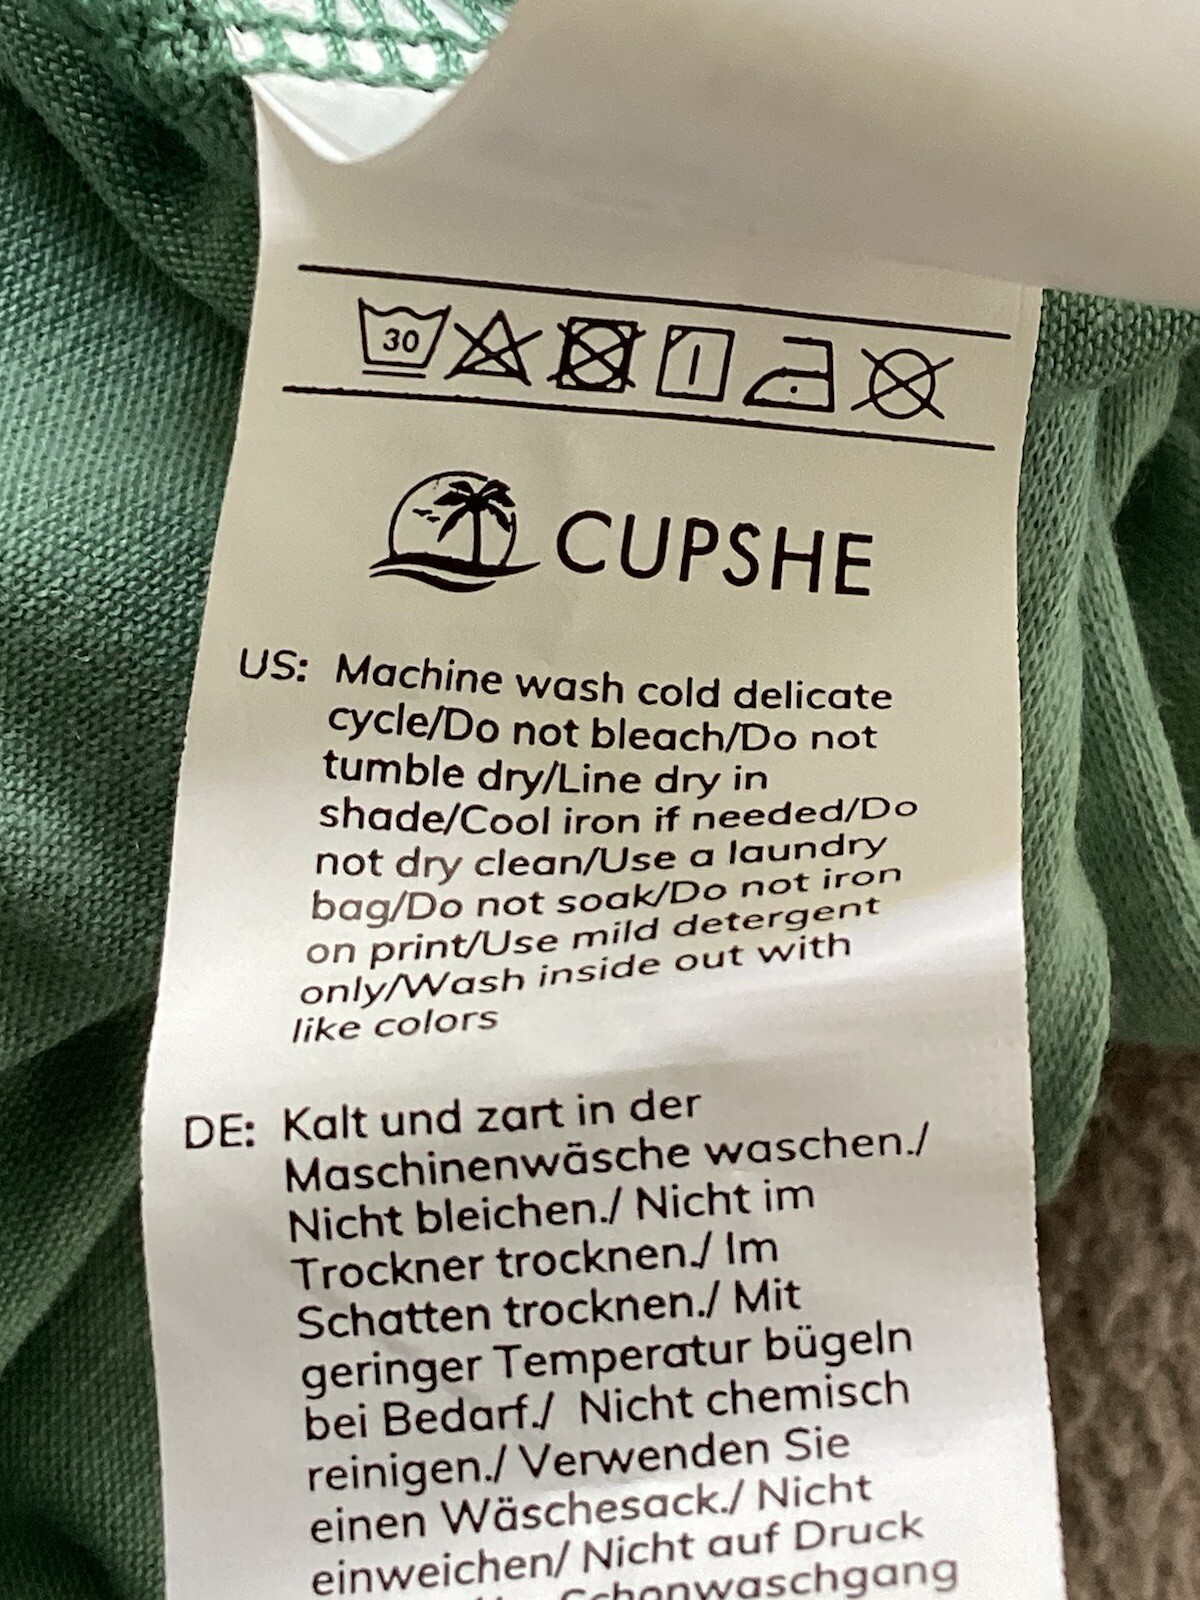 30
CUPSHE
US: Machine wash cold delicate
cycle/Do not bleach/Do not
tumble dry/Line dry in
shade/Cool iron if needed/Do
not dry clean/Use a laundry
bag/Do not soak/Do not iron
on print/Use mild detergent
only/Wash inside out with
like colors
DE: Kalt und zart in der
Maschinenwäsche waschen./
Nicht bleichen./ Nicht im
Trockner trocknen./ Im
Schatten trocknen./ Mit
geringer Temperatur bügeln
bei Bedarf./ Nicht chemisch
reinigen./ Verwenden Sie
einen Wäschesack./ Nicht
einweichen/ Nicht auf Druck
Schonwaschgang